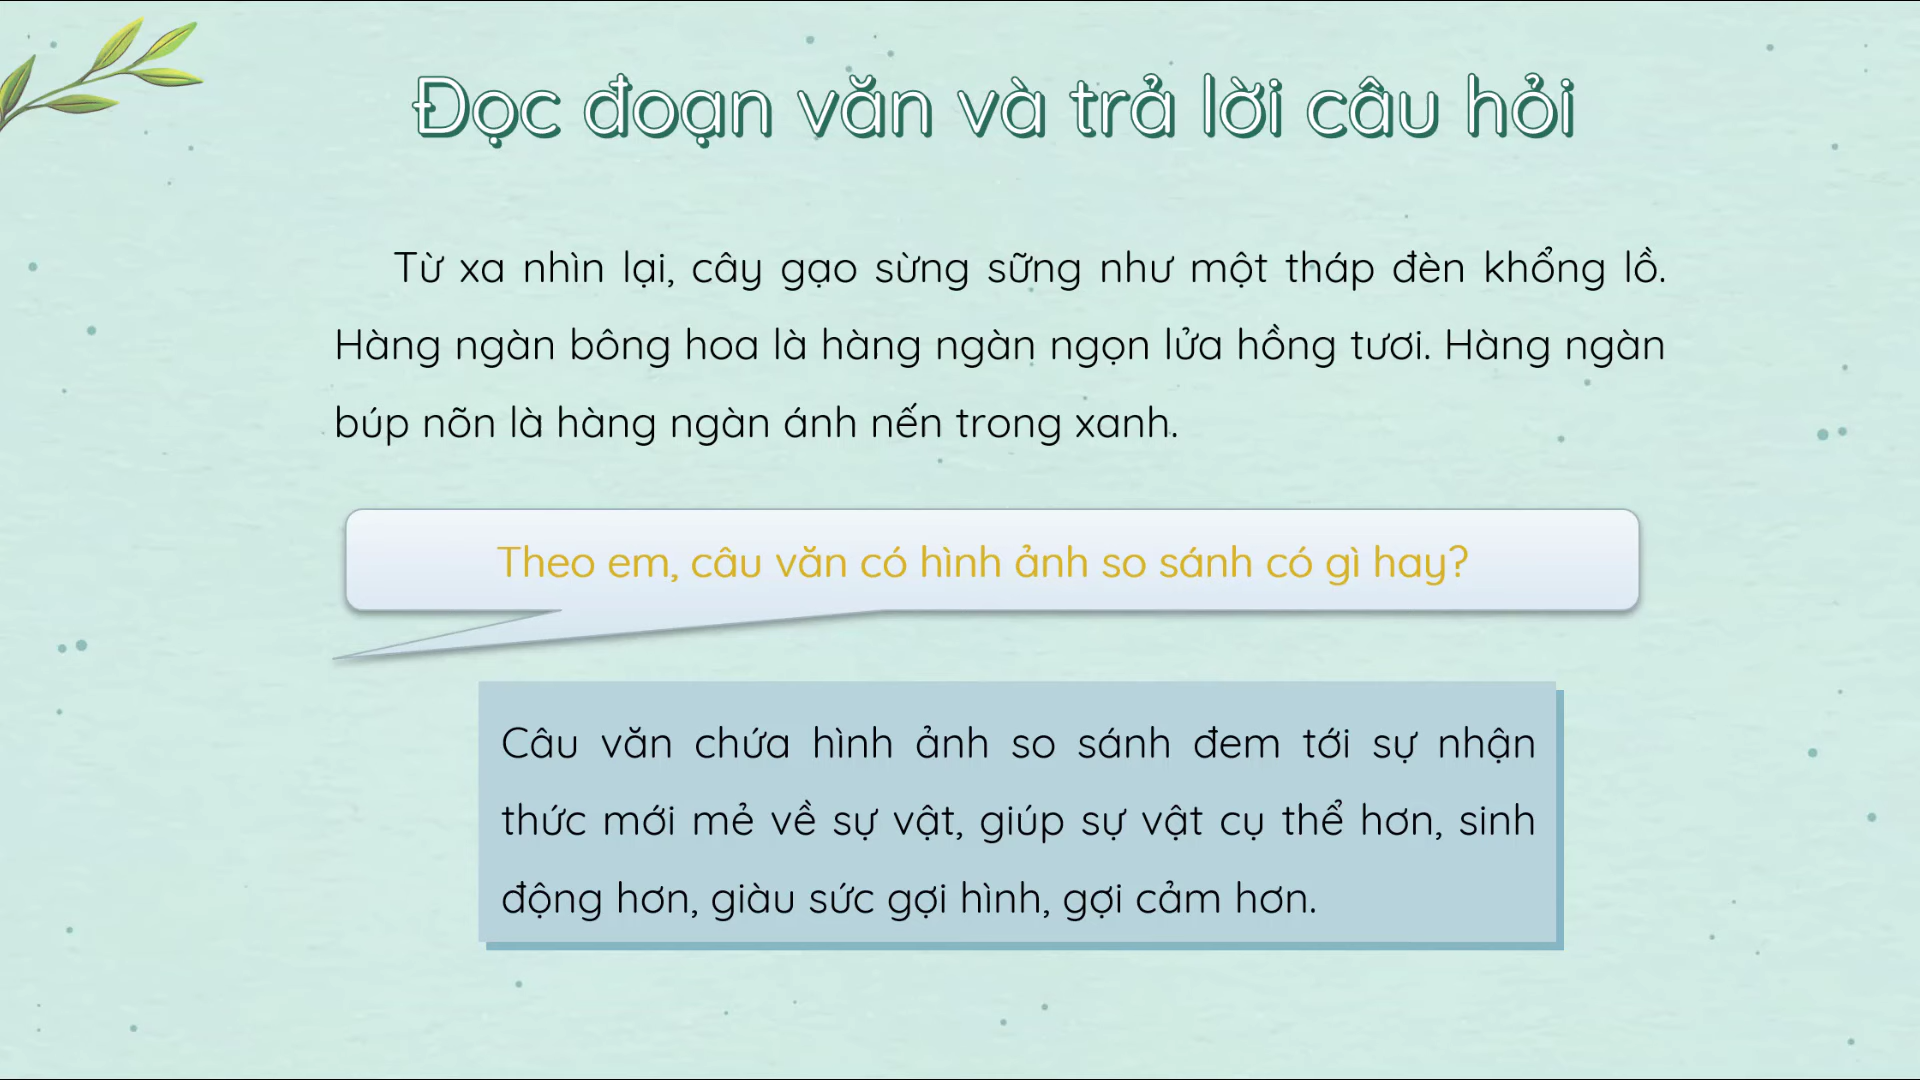 Đọc đoạn văn và trả lời câu hỏi
Từ xa nhìn lại, cây gạo sừng sững như một tháp đèn khổng lồ.
Hàng ngàn bông hoa là hàng ngàn ngọn lửa hồng tươi. Hàng ngàn
búp nõn là hàng ngàn ánh nến trong xanh.
Theo em, câu văn có hình ảnh so sánh có gì hay?
Câu văn chứa hình ảnh so sánh đem tới sự nhận
thức mới mẻ về sự vật, giúp sự vật cụ thể hơn, sinh
động hơn, giàu sức gợi hình, gợi cảm hơn.